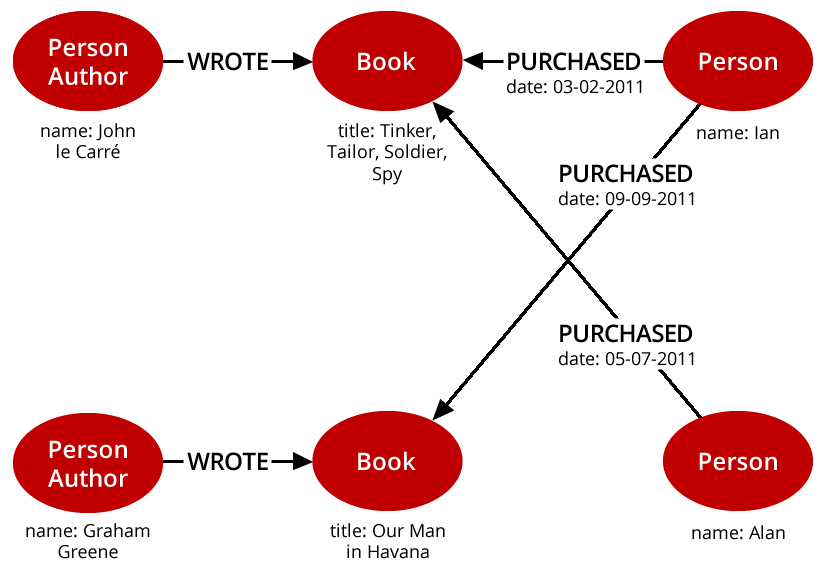 Person
Author
WROTE
Book
PURCHASED
date: 03-02-2011
Person
name: John
le Carré
title: Tinker,
Tailor, Soldier,
Spy
name: Ian
PURCHASED
date: 09-09-2011
PURCHASED
date: 05-07-2011
Person
Author
WROTE
Book
Person
name: Graham
Greene
title: Our Man
in Havana
name: Alan